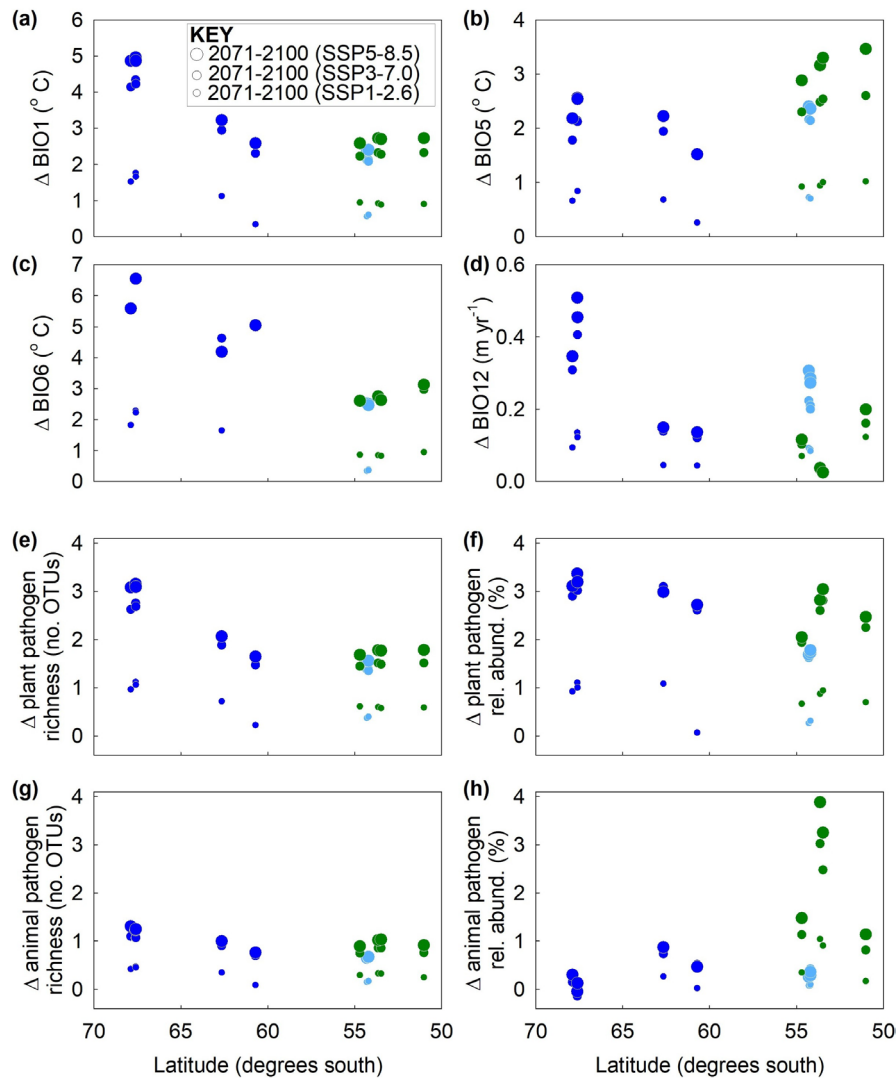 (a)
KEY
2071-2100 (SSP5-8.5)
2071-2100 (SSP3-7.0)
2071-2100 (SSP1-2.6)
Δ BIO1 (° C)
6
5
4
3
2
1
0
(b)
Δ BIO5 (° C)
4
3
2
1
0
(c)
Δ BIO6 (° C)
7
6
5
4
3
2
1
0
(d)
Δ BIO12 (m yr⁻¹)
0.6
0.4
0.2
0.0
(e)
Δ plant pathogen
richness (no. OTUs)
4
3
2
1
0
(f)
Δ plant pathogen
rel. abund. (%)
4
3
2
1
0
(g)
Δ animal pathogen
richness (no. OTUs)
4
3
2
1
0
70 65 60 55 50
Latitude (degrees south)
(h)
Δ animal pathogen
rel. abund. (%)
4
3
2
1
0
70 65 60 55 50
Latitude (degrees south)